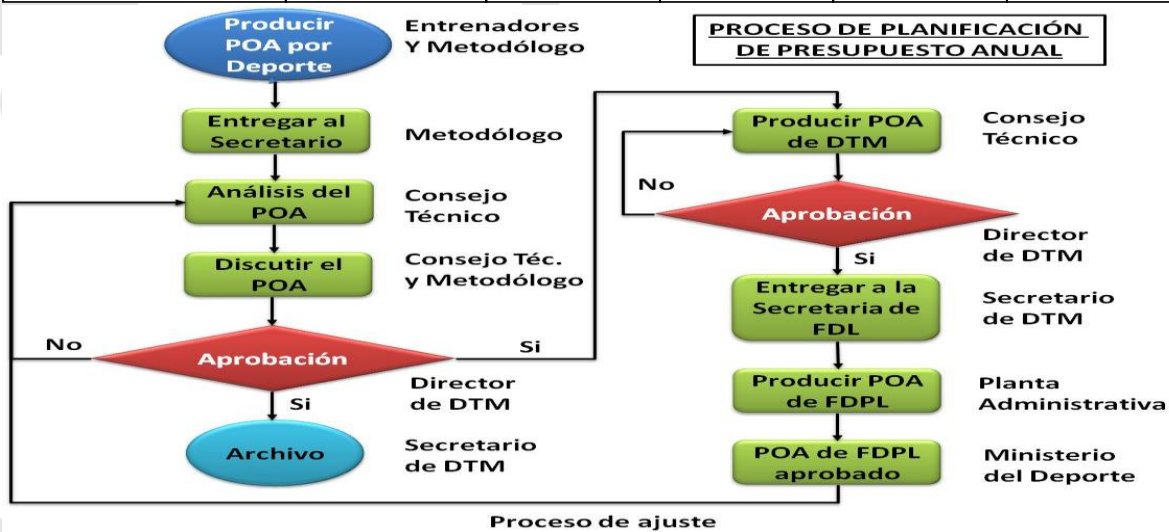 Producir
POA por
Deporte
Entrenadores
Y Metodólogo
Entregar al
Secretario
Metodólogo
Análisis del
POA
Consejo
Técnico
Discutir el
POA
Consejo Téc.
y Metodólogo
No
Aprobación
Si
Director
de DTM
Si
Archivo
Secretario
de DTM
PROCESO DE PLANIFICACIÓN
DE PRESUPUESTO ANUAL
Producir POA
de DTM
Consejo
Técnico
No
Aprobación
Director
de DTM
Si
Entregar a la
Secretaria de
FDL
Secretario
de DTM
Producir POA
de FDPL
Planta
Administrativa
POA de FDPL
aprobado
Ministerio
del Deporte
Proceso de ajuste